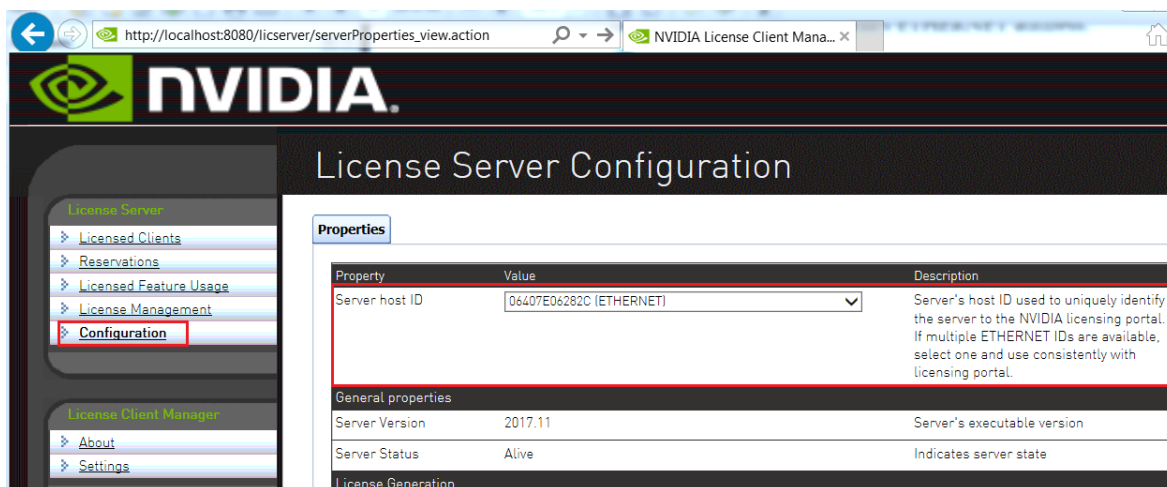 http://localhost:8080/licserver/serverProperties_view.action
NVIDIA License Client Mana...
NVIDIA.
License Server Configuration
License Server
Licensed Clients
Reservations
Licensed Feature Usage
License Management
Configuration
License Client Manager
About
Settings
Properties
Property Value Description
Server host ID 06407E06282C (ETHERNET) Server's host ID used to uniquely identify
the server to the NVIDIA licensing portal.
If multiple ETHERNET IDs are available,
select one and use consistently with
licensing portal.
General properties
Server Version 2017.11 Server's executable version
Server Status Alive Indicates server state
License Generation